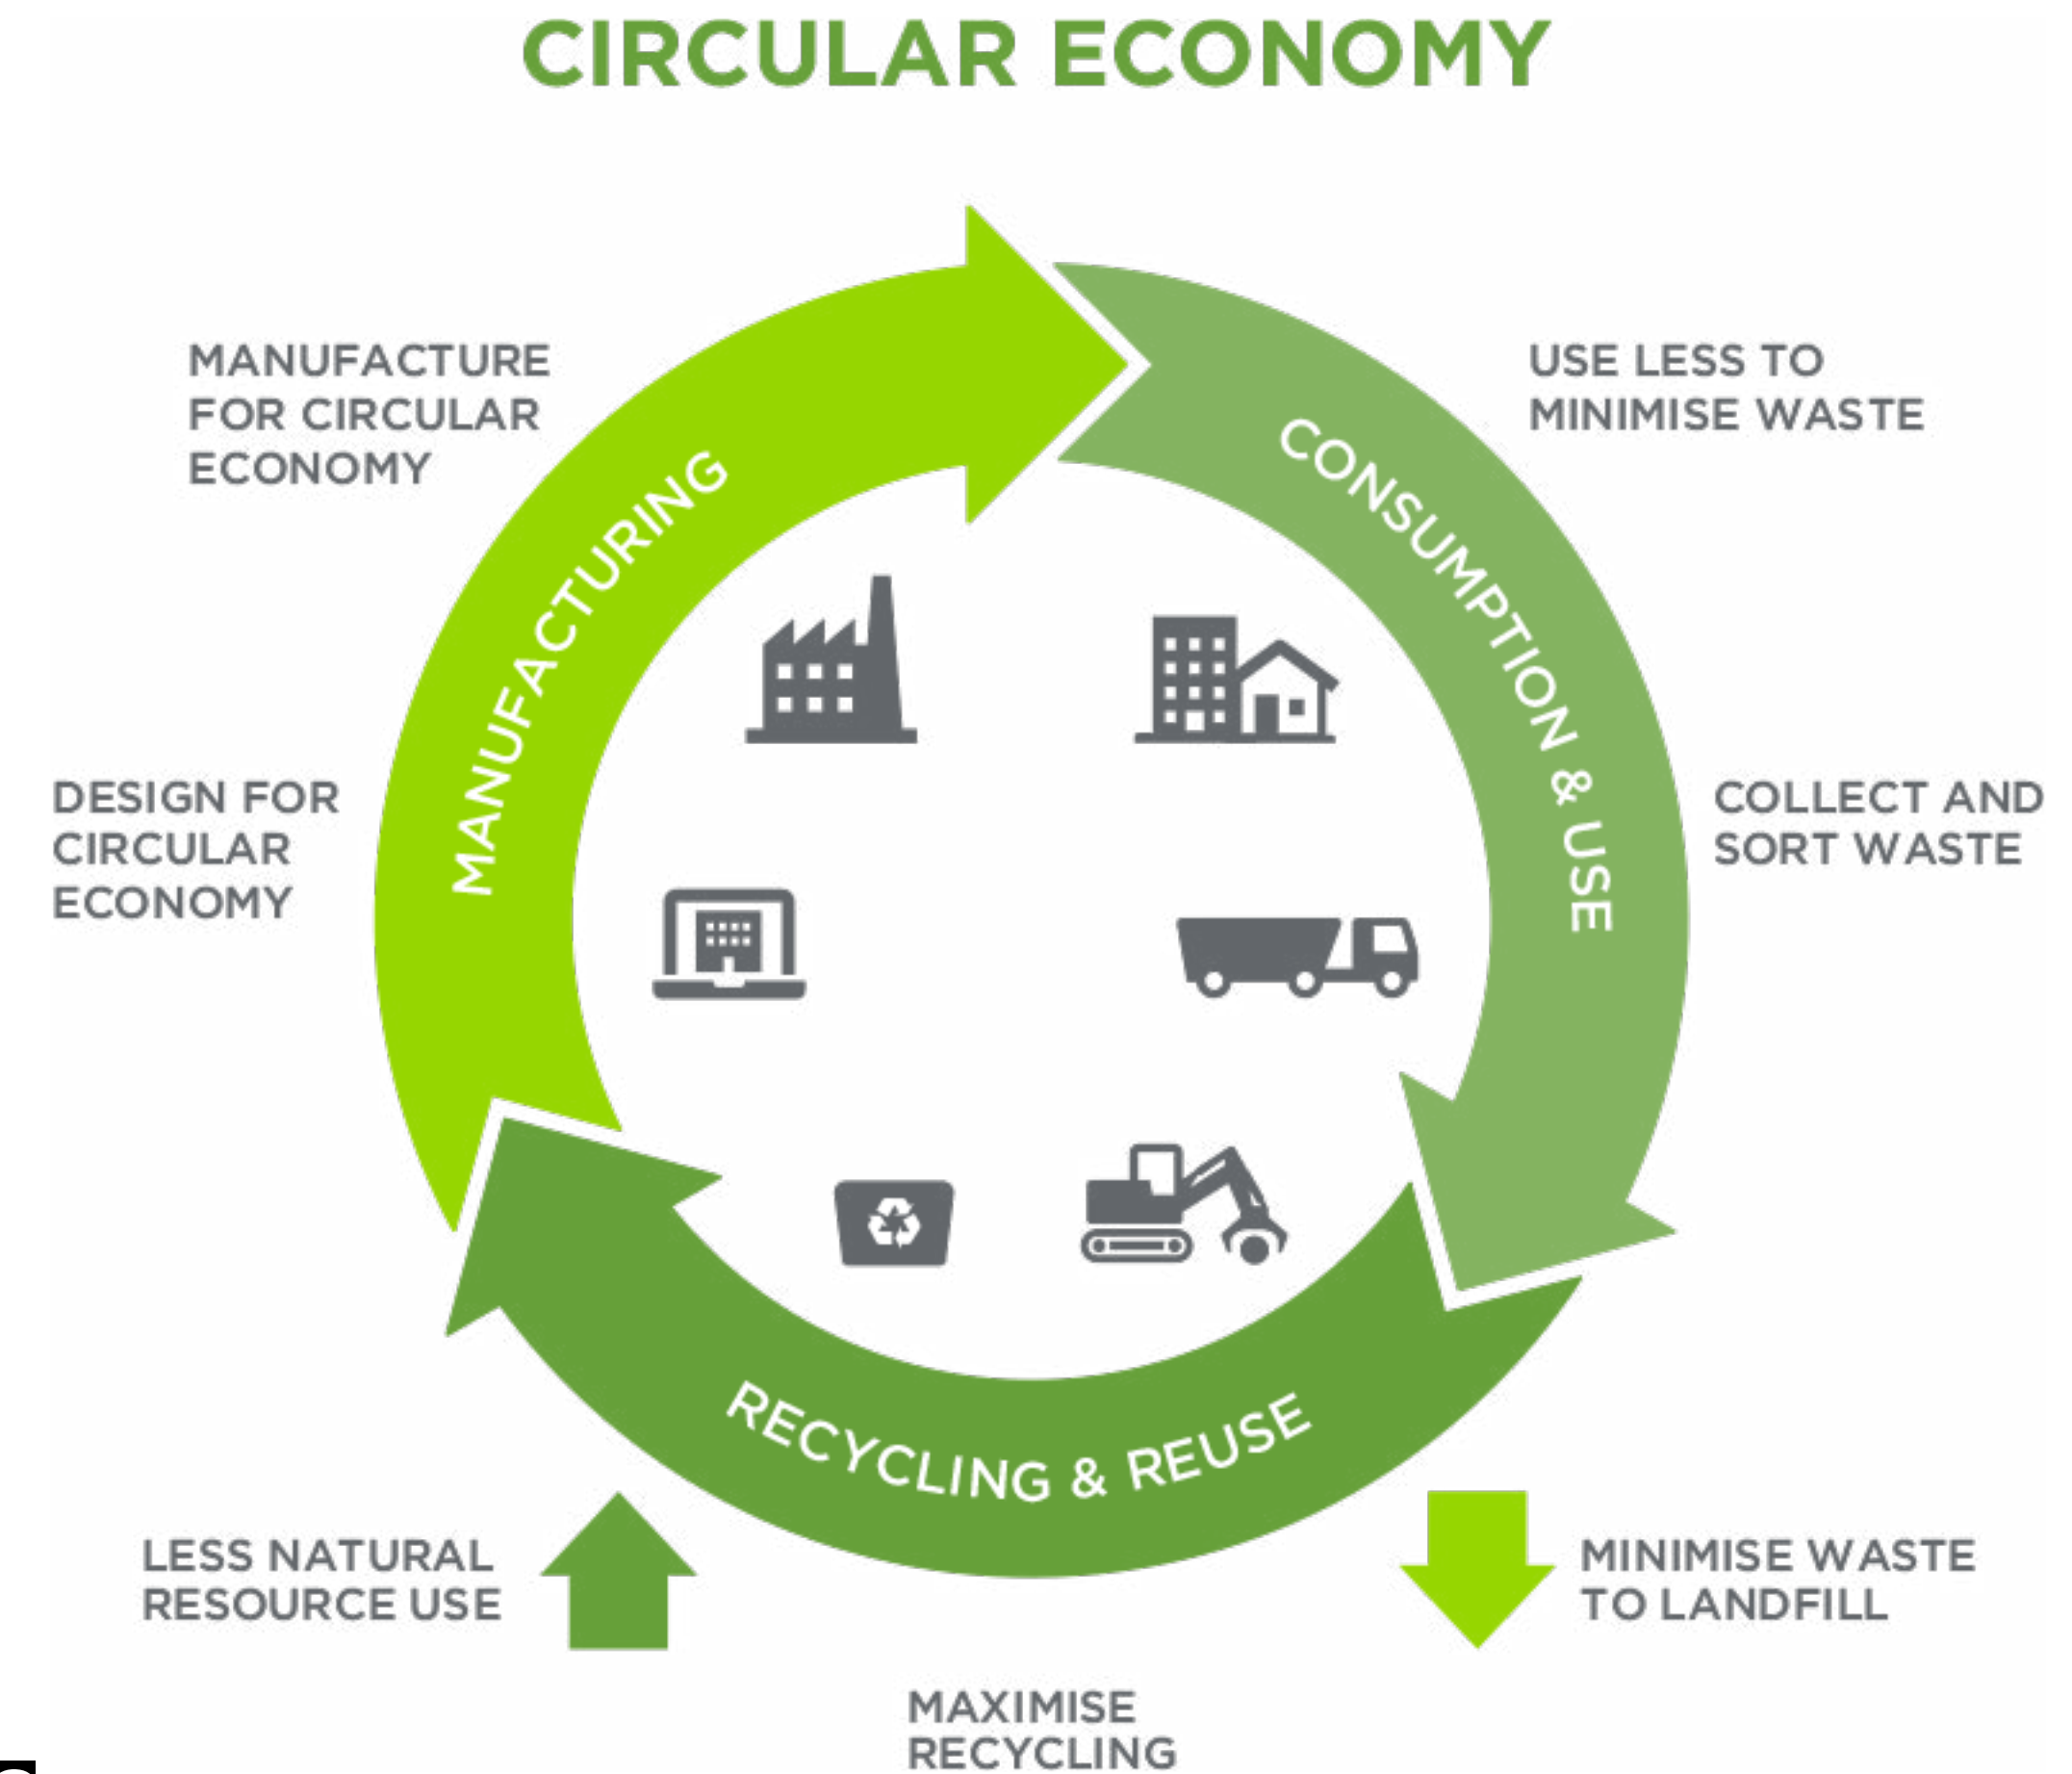 CIRCULAR ECONOMY
MANUFACTURE
FOR CIRCULAR
ECONOMY
USE LESS TO
MINIMISE WASTE
MANUFACTURING
CONSUMPTION & USE
DESIGN FOR
CIRCULAR
ECONOMY
COLLECT AND
SORT WASTE
RECYCLING & REUSE
LESS NATURAL
RESOURCE USE
MINIMISE WASTE
TO LANDFILL
MAXIMISE
RECYCLING